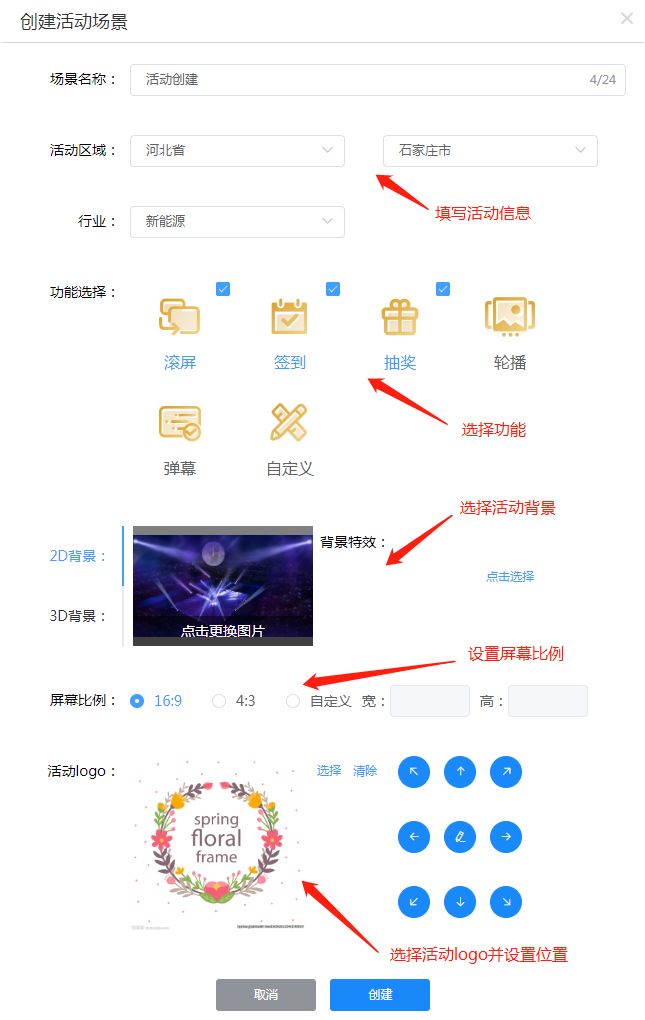 创建活动场景
场景名称： 活动创建 4/24
活动区域： 河北省 石家庄市
填写活动信息
行业： 新能源
功能选择：
滚屏 签到 抽奖 轮播
选择功能
弹幕 自定义
选择活动背景
背景特效：
2D背景：
点击选择
3D背景：
点击更换图片
设置屏幕比例
屏幕比例： 16:9 4:3 自定义 宽： 高：
活动logo： 选择 清除
spring
floral
frame
选择活动logo并设置位置
取消 创建